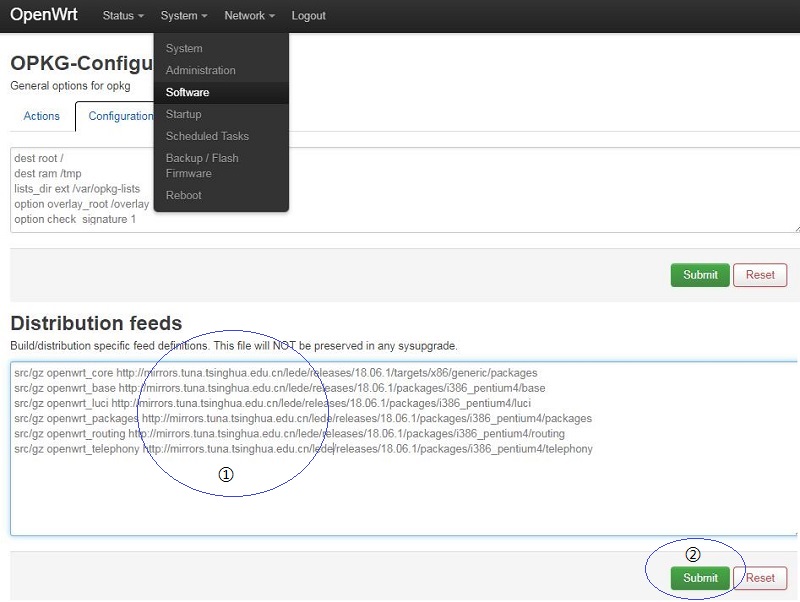 OpenWrt Status System Network Logout
System
Administration
Software
Startup
Scheduled Tasks
Backup / Flash
Firmware
Reboot
OPKG-Configu
General options for opkg
Actions Configuration
dest root /
dest ram /tmp
lists_dir ext /var/opkg-lists
option overlay_root /overlay
option check_signature 1
Submit Reset
Distribution feeds
Build/distribution specific feed definitions. This file will NOT be preserved in any sysupgrade.
src/gz openwrt_core http://mirrors.tuna.tsinghua.edu.cn/lede/releases/18.06.1/targets/x86/generic/packages
src/gz openwrt_base http://mirrors.tuna.tsinghua.edu.cn/lede/releases/18.06.1/packages/i386_pentium4/base
src/gz openwrt_luci http://mirrors.tuna.tsinghua.edu.cn/lede/releases/18.06.1/packages/i386_pentium4/luci
src/gz openwrt_packages http://mirrors.tuna.tsinghua.edu.cn/lede/releases/18.06.1/packages/i386_pentium4/packages
src/gz openwrt_routing http://mirrors.tuna.tsinghua.edu.cn/lede/releases/18.06.1/packages/i386_pentium4/routing
src/gz openwrt_telephony http://mirrors.tuna.tsinghua.edu.cn/lede/releases/18.06.1/packages/i386_pentium4/telephony
①
②
Submit Reset